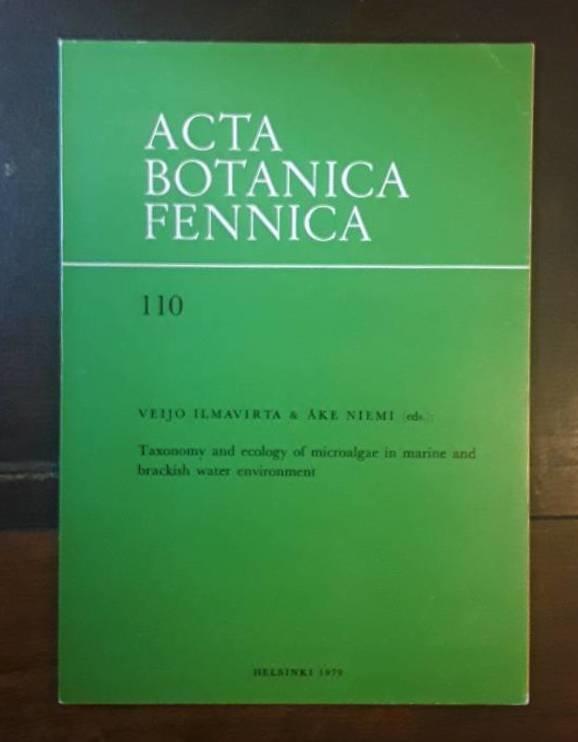 ACTA
BOTANICA
FENNICA
110
VEIJO ILMAVIRTA & ÅKE NIEMI (eds.):
Taxonomy and ecology of microalgae in marine and
brackish water environment
HELSINKI 1979